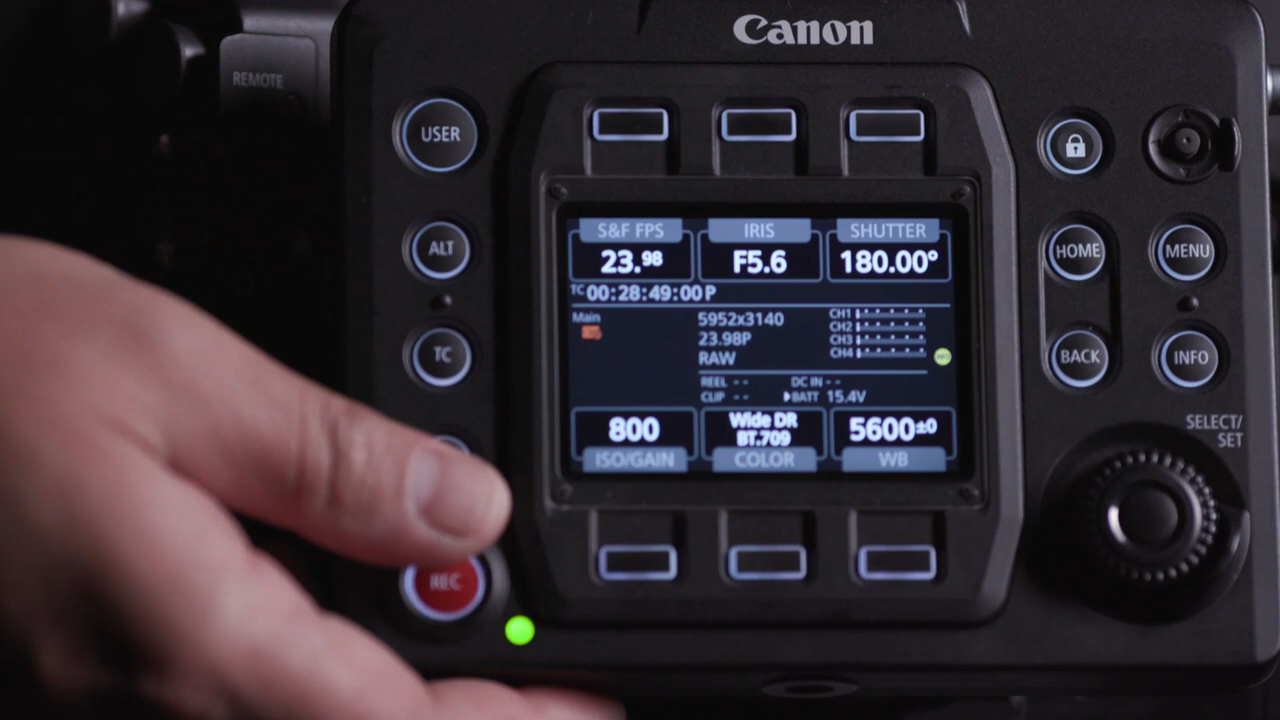 Canon
REMOTE
USER
ALT
TC
REC
S&F FPS
23.98
IRIS
F5.6
SHUTTER
180.00°
TC 00:28:49:00 P
Main
5952x3140
23.98P
RAW
CH1
CH2
CH3
CH4
REEL --
CLIP --
DC IN --
BATT 15.4V
800
ISO/GAIN
Wide DR
BT.709
COLOR
5600±0
WB
HOME
MENU
BACK
INFO
SELECT/
SET